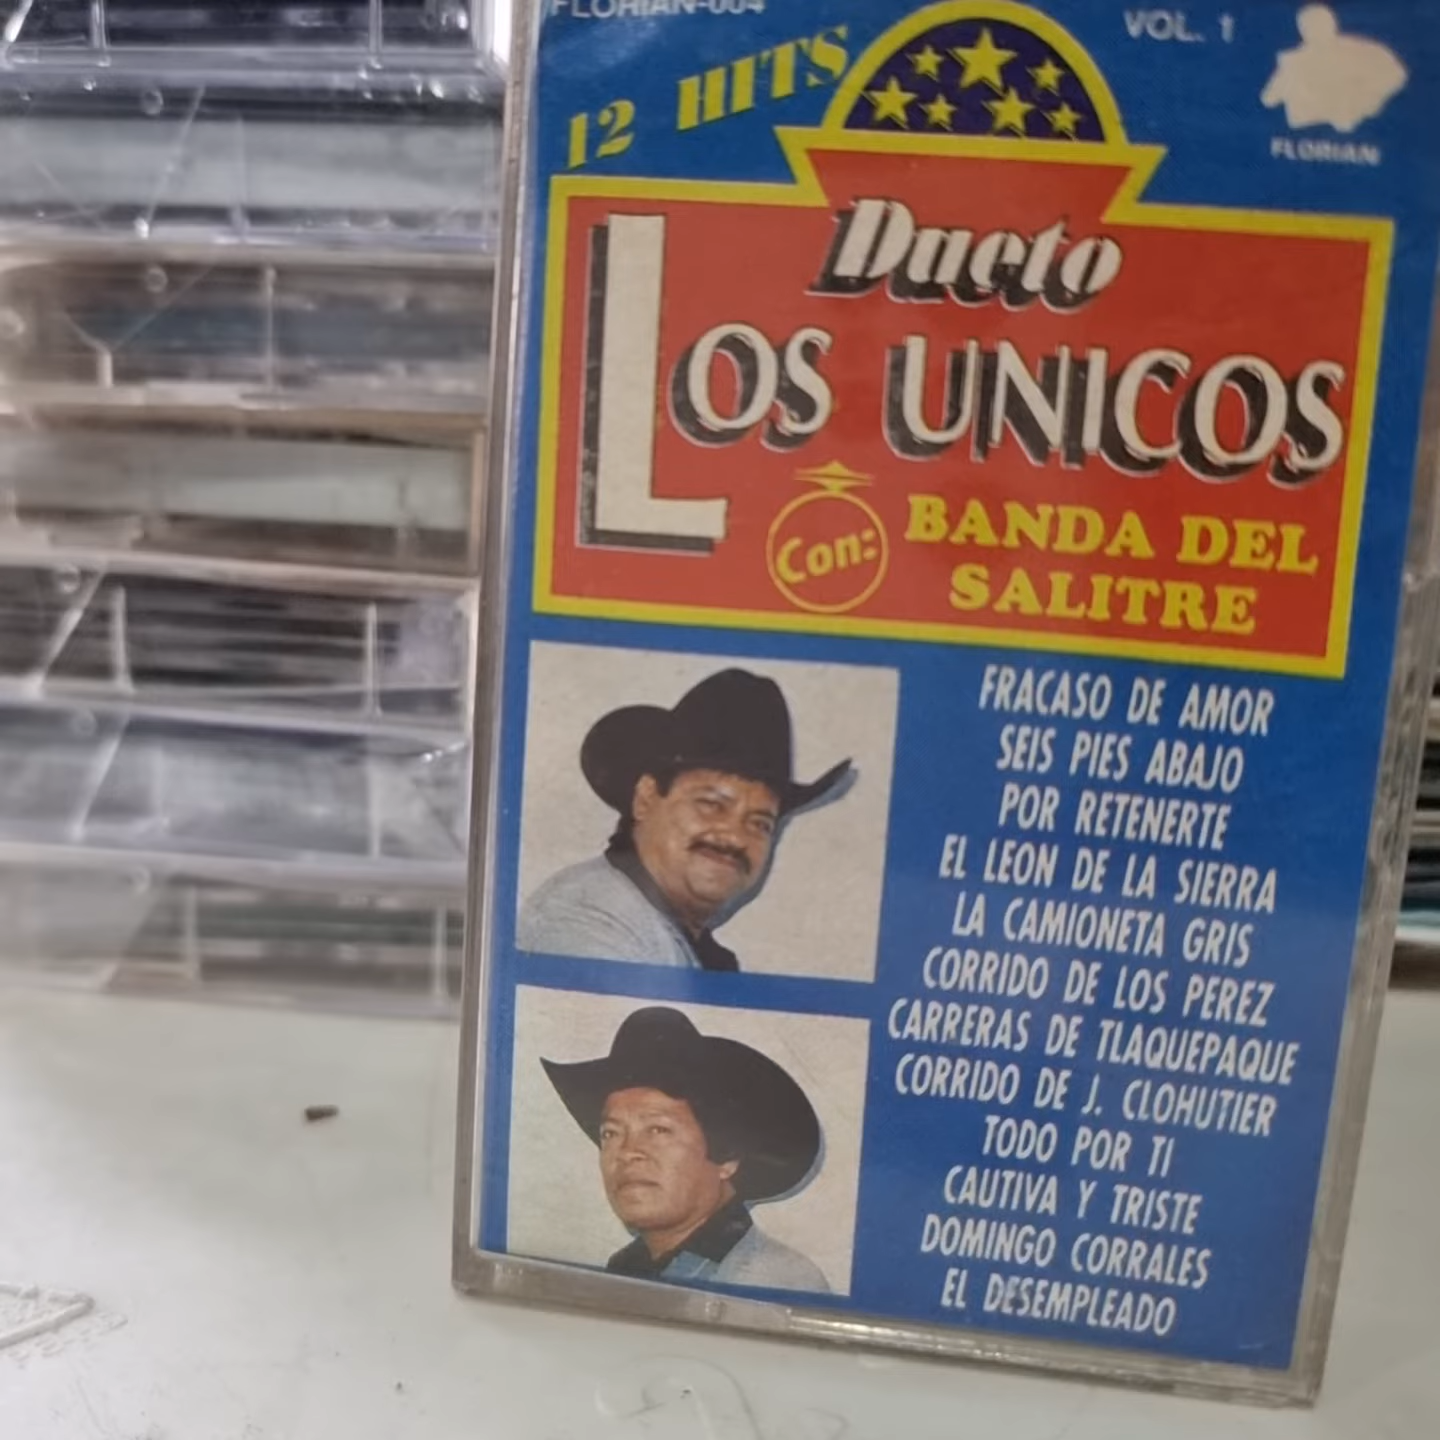 FLORIAN-004
VOL. 1
12 HITS
FLORIAN
Dueto
LOS UNICOS
Con:
BANDA DEL
SALITRE
FRACASO DE AMOR
SEIS PIES ABAJO
POR RETENERTE
EL LEON DE LA SIERRA
LA CAMIONETA GRIS
CORRIDO DE LOS PEREZ
CARRERAS DE TLAQUEPAQUE
CORRIDO DE J. CLOHUTIER
TODO POR TI
CAUTIVA Y TRISTE
DOMINGO CORRALES
EL DESEMPLEADO